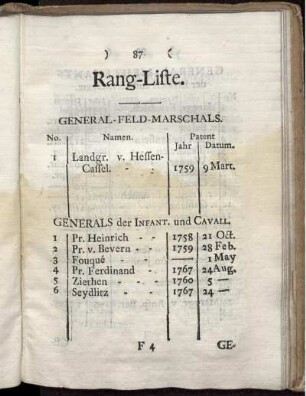 ) 87 (
Rang-Liste.
GENERAL-FELD-MARSCHALS.
No. Namen. Patent
Jahr Datum.
1 Landgr. v. Hessen-
Cassel. - - 1759 9 Mart.
GENERALS der INFANT. und CAVALL.
1 Pr. Heinrich - - 1758 21 Oct.
2 Pr. v. Bevern - - 1759 28 Feb.
3 Fouqué - - — 1 May
4 Pr. Ferdinand - 1767 24 Aug.
5 Ziethen - - 1760 5 —
6 Seydlitz - - 1767 24 —
F 4 GE-